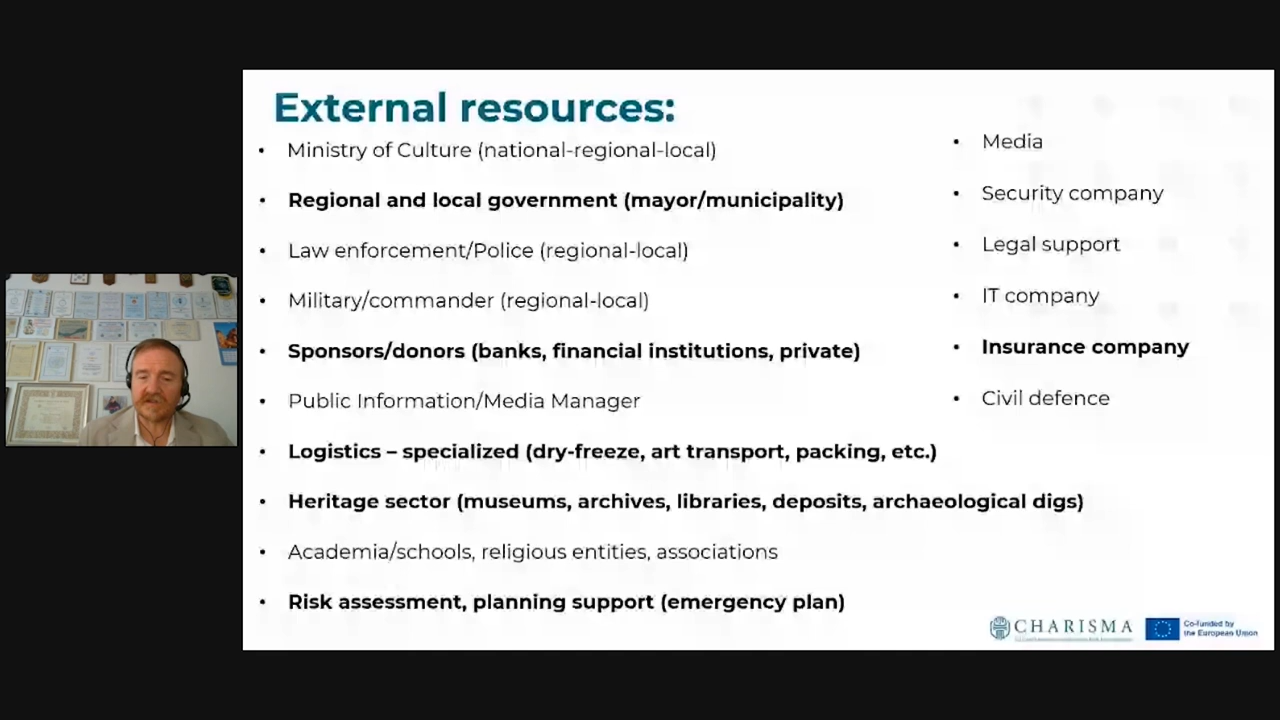 External resources:
• Ministry of Culture (national-regional-local)
• Regional and local government (mayor/municipality)
• Law enforcement/Police (regional-local)
• Military/commander (regional-local)
• Sponsors/donors (banks, financial institutions, private)
• Public Information/Media Manager
• Logistics – specialized (dry-freeze, art transport, packing, etc.)
• Heritage sector (museums, archives, libraries, deposits, archaeological digs)
• Academia/schools, religious entities, associations
• Risk assessment, planning support (emergency plan)
• Media
• Security company
• Legal support
• IT company
• Insurance company
• Civil defence
CHARISMA
Co-funded by
the European Union